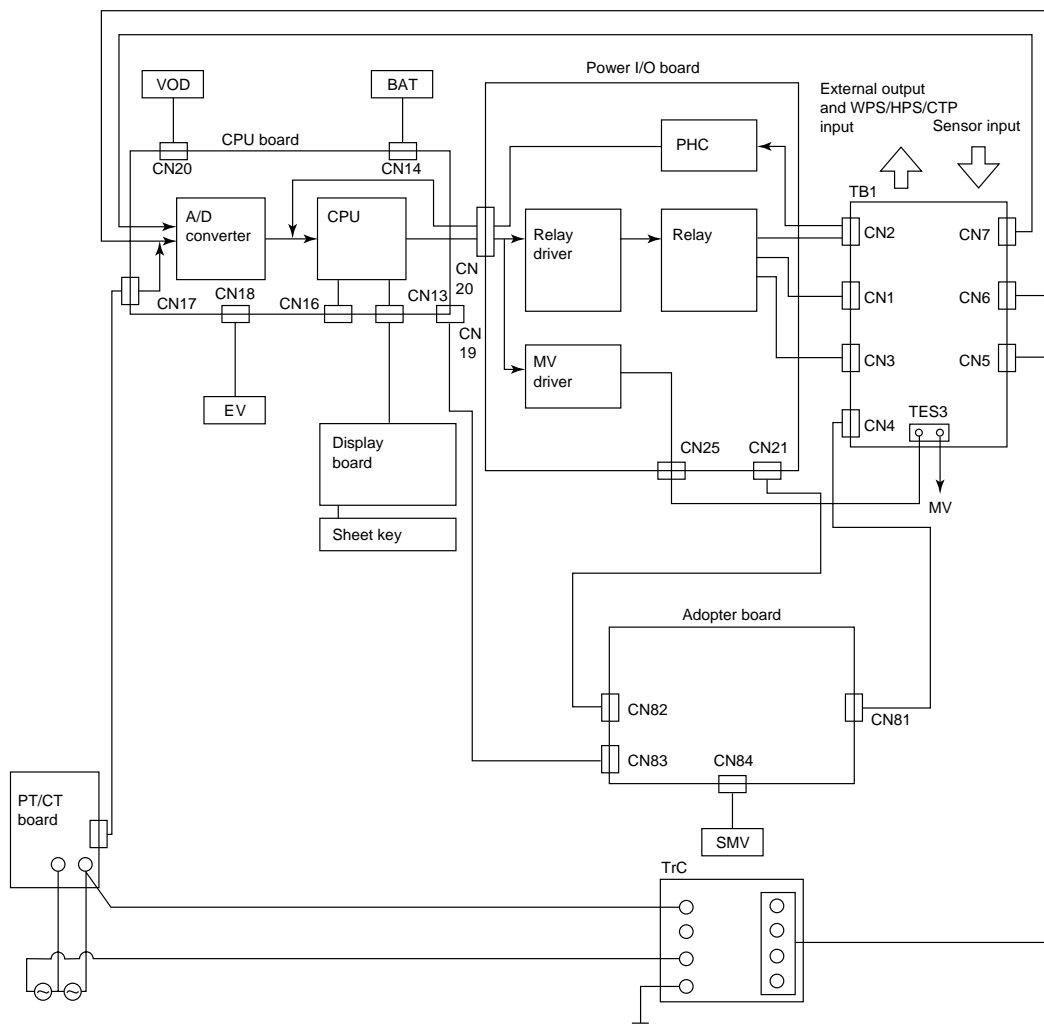 VOD
BAT
Power I/O board
External output
and WPS/HPS/CTP
input
Sensor input
CPU board
CN20
CN14
PHC
TB1
A/D
converter
CPU
Relay
driver
Relay
CN2
CN7
CN
20
CN17
CN18
CN16
CN13
CN
19
CN1
CN6
MV
driver
CN3
CN5
EV
CN4
TES3
Display
board
CN25
CN21
MV
Sheet key
Adopter board
CN82
CN81
CN83
CN84
PT/CT
board
SMV
TrC